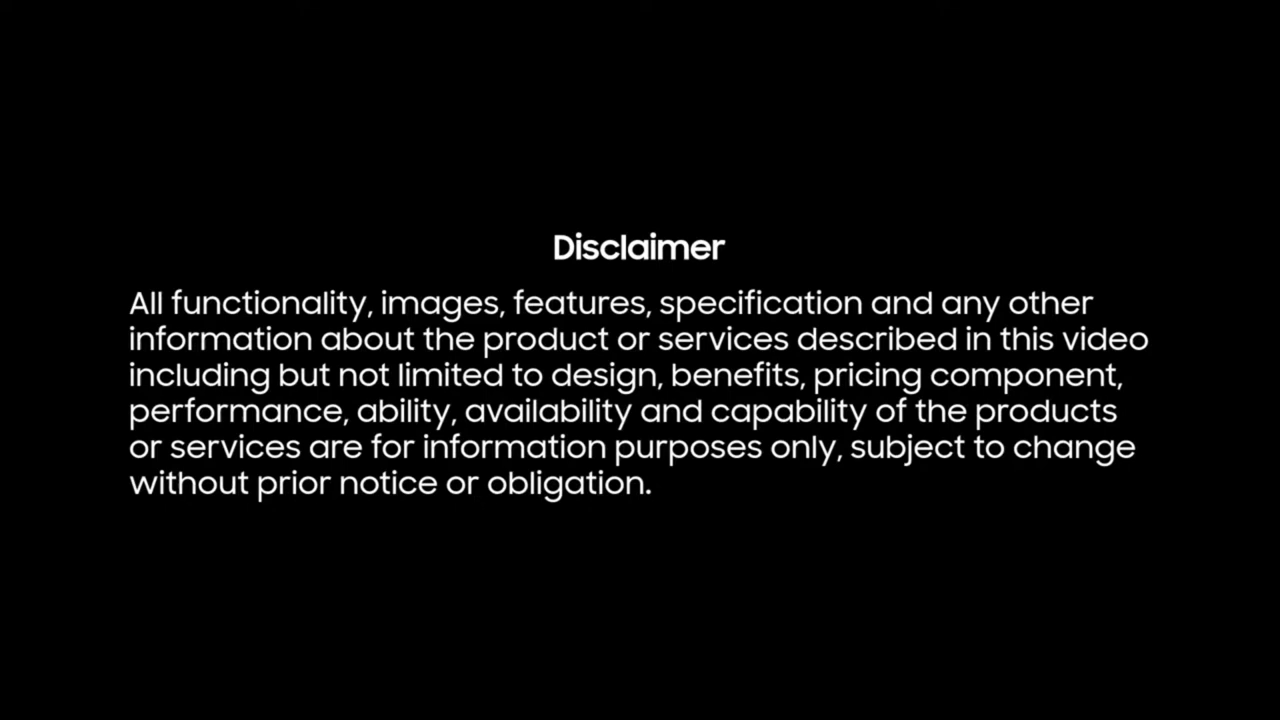 Disclaimer
All functionality, images, features, specification and any other
information about the product or services described in this video
including but not limited to design, benefits, pricing component,
performance, ability, availability and capability of the products
or services are for information purposes only, subject to change
without prior notice or obligation.